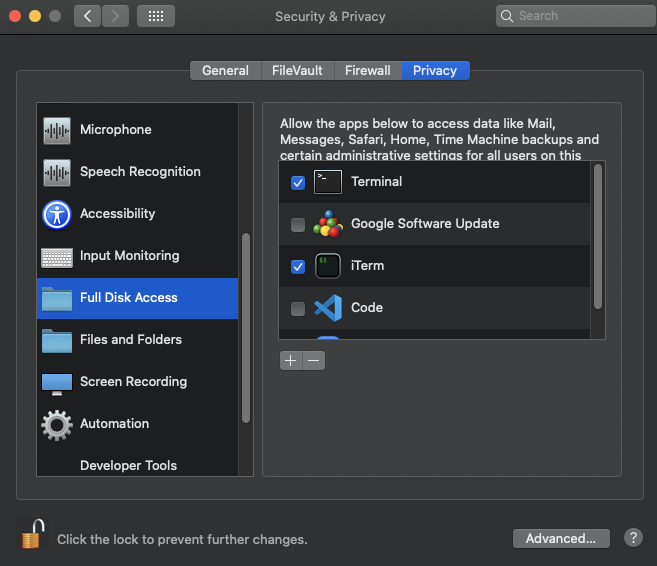 Security & Privacy
Search
General
FileVault
Firewall
Privacy
Microphone
Speech Recognition
Accessibility
Input Monitoring
Full Disk Access
Files and Folders
Screen Recording
Automation
Developer Tools
Allow the apps below to access data like Mail,
Messages, Safari, Home, Time Machine backups and
certain administrative settings for all users on this
>_
Terminal
Google Software Update
$$
iTerm
Code
+
−
Click the lock to prevent further changes.
Advanced...
?